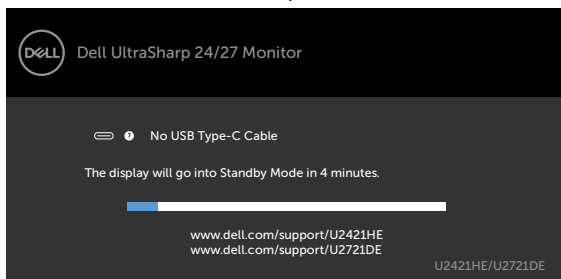 DELL
Dell UltraSharp 24/27 Monitor
? No USB Type-C Cable
The display will go into Standby Mode in 4 minutes.
www.dell.com/support/U2421HE
www.dell.com/support/U2721DE
U2421HE/U2721DE